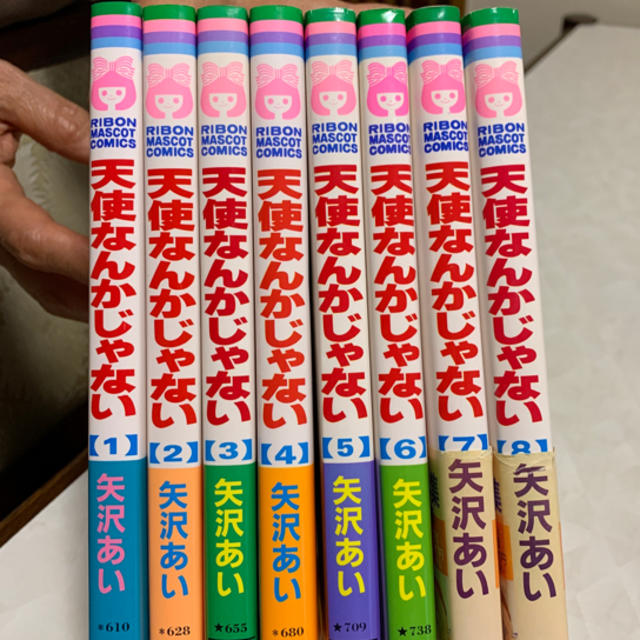 RIBON
MASCOT
COMICS
天使なんかじゃない
【1】
矢沢あい
*610
RIBON
MASCOT
COMICS
天使なんかじゃない
【2】
矢沢あい
*628
RIBON
MASCOT
COMICS
天使なんかじゃない
【3】
矢沢あい
★655
RIBON
MASCOT
COMICS
天使なんかじゃない
【4】
矢沢あい
*680
RIBON
MASCOT
COMICS
天使なんかじゃない
【5】
矢沢あい
★709
RIBON
MASCOT
COMICS
天使なんかじゃない
【6】
矢沢あい
★738
RIBON
MASCOT
COMICS
天使なんかじゃない
【7】
矢沢あい
RIBON
MASCOT
COMICS
天使なんかじゃない
【8】
矢沢あい